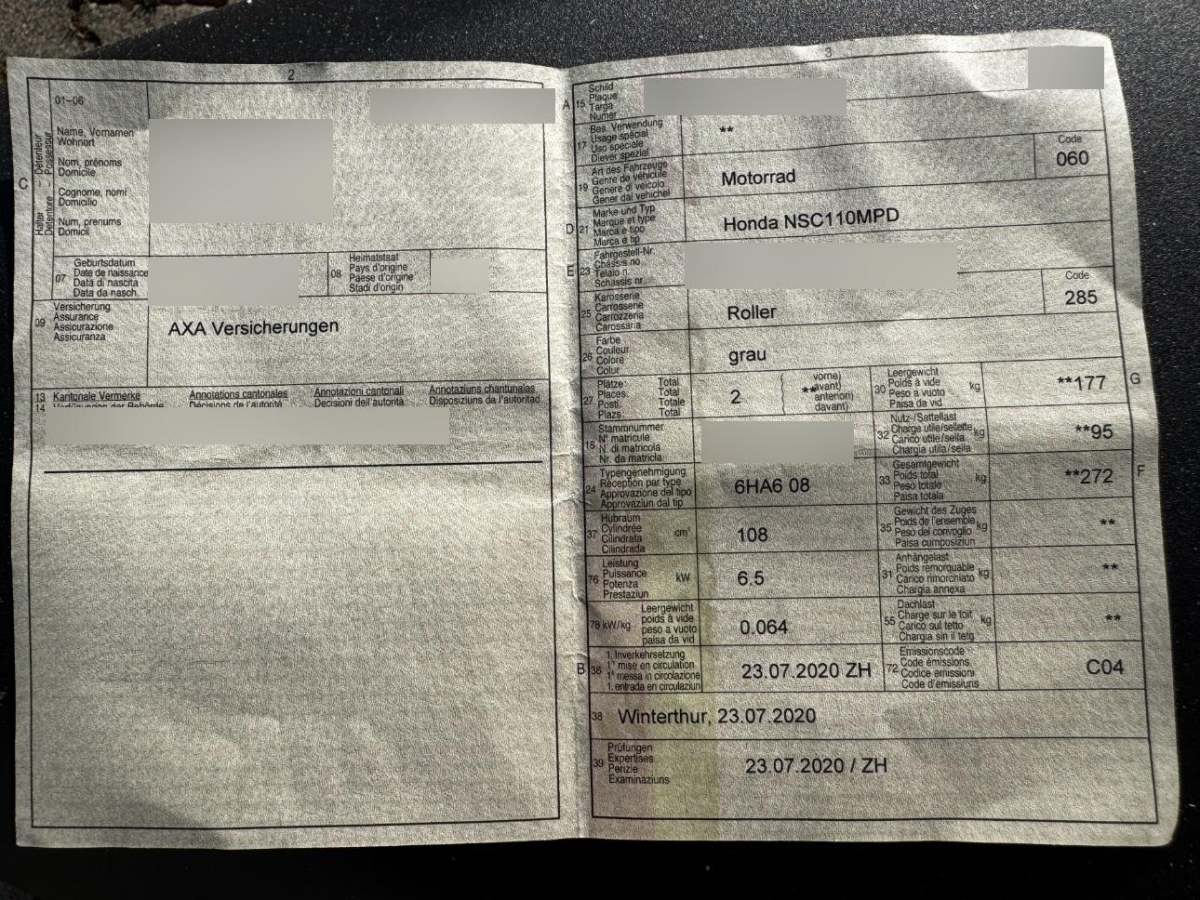 2
01-06
C
Halter – Détenteur
Detentore – Possessur
Name, Vornamen
Wohnort
Nom, prénoms
Domicile
Cognome, nomi
Domicilio
Num, prenums
Domicil
07
Geburtsdatum
Date de naissance
Data di nascita
Data da nasch.
08
Heimatstaat
Pays d'origine
Paese d'origine
Stadi d'origin
09
Versicherung
Assurance
Assicurazione
Assicuranza
AXA Versicherungen
13 Kantonale Vermerke Annotations cantonales Annotazioni cantonali Annotaziuns chantunalas
14 Verfügungen der Behörde Décisions de l'autorité Decisioni dell'autorità Disposiziuns da l'autoritad
3
A 15
Schild
Plaque
Targa
Numer
17
Bes. Verwendung
Usage spécial
Uso speciale
Diever spezial
**
19
Art des Fahrzeugs
Genre de véhicule
Genere di veicolo
Gener dal vehichel
Motorrad
Code
060
D 21
Marke und Typ
Marque et type
Marca e tipo
Marca e tip
Honda NSC110MPD
E 23
Fahrgestell-Nr.
Châssis no
Telaio n.
Schassis nr.
25
Karosserie
Carrosserie
Carrozzeria
Carossaria
Roller
Code
285
26
Farbe
Couleur
Colore
Colur
grau
27
Plätze: Total
Places: Total
Posti: Totale
Plazs: Total
2
vorne)
avant)
anteriori)
davant)
**
30
Leergewicht
Poids à vide
Peso a vuoto
Paisa da vid
kg
**177
G
18
Stammnummer
N° matricule
N. di matricola
Nr. da matricla
32
Nutz-/Sattellast
Charge utile/sellette
Carico utile/sella
Chargia utila/sella
kg
**95
24
Typengenehmigung
Réception par type
Approvazione del tipo
Approvaziun dal tip
6HA6 08
33
Gesamtgewicht
Poids total
Peso totale
Paisa totala
kg
**272
F
37
Hubraum
Cylindrée
Cilindrata
Cilindrada
cm³
108
35
Gewicht des Zuges
Poids de l'ensemble
Peso del convoglio
Paisa cumposiziun
kg
**
76
Leistung
Puissance
Potenza
Prestaziun
kW
6.5
31
Anhängelast
Poids remorquable
Carico rimorchiato
Chargia annexa
kg
**
78 kW/kg
Leergewicht
poids à vide
peso a vuoto
paisa da vid
0.064
55
Dachlast
Charge sur le toit
Carico sul tetto
Chargia sin il tetg
kg
**
B 36
1. Inverkehrsetzung
1re mise en circulation
1a messa in circolazione
1. entrada en circulaziun
23.07.2020 ZH
72
Emissionscode
Code émissions
Codice emissioni
Code d'emissiuns
C04
38
Winterthur, 23.07.2020
39
Prüfungen
Expertises
Perizie
Examinaziuns
23.07.2020 / ZH